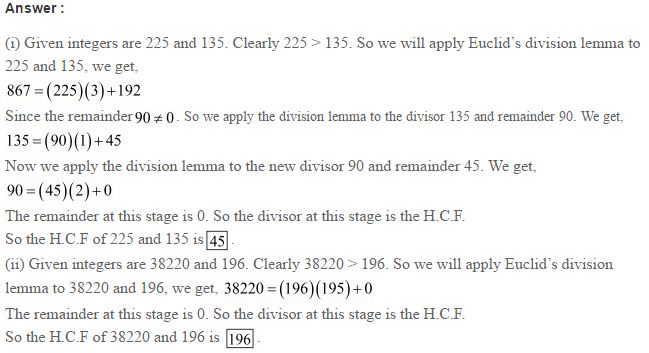 Answer :
(i) Given integers are 225 and 135. Clearly 225 > 135. So we will apply Euclid's division lemma to
225 and 135, we get,
867 = (225)(3)+192
Since the remainder 90 ≠ 0. So we apply the division lemma to the divisor 135 and remainder 90. We get,
135 = (90)(1)+45
Now we apply the division lemma to the new divisor 90 and remainder 45. We get,
90 = (45)(2)+0
The remainder at this stage is 0. So the divisor at this stage is the H.C.F.
So the H.C.F of 225 and 135 is 45 .
(ii) Given integers are 38220 and 196. Clearly 38220 > 196. So we will apply Euclid's division
lemma to 38220 and 196, we get, 38220 = (196)(195)+0
The remainder at this stage is 0. So the divisor at this stage is the H.C.F.
So the H.C.F of 38220 and 196 is 196 .